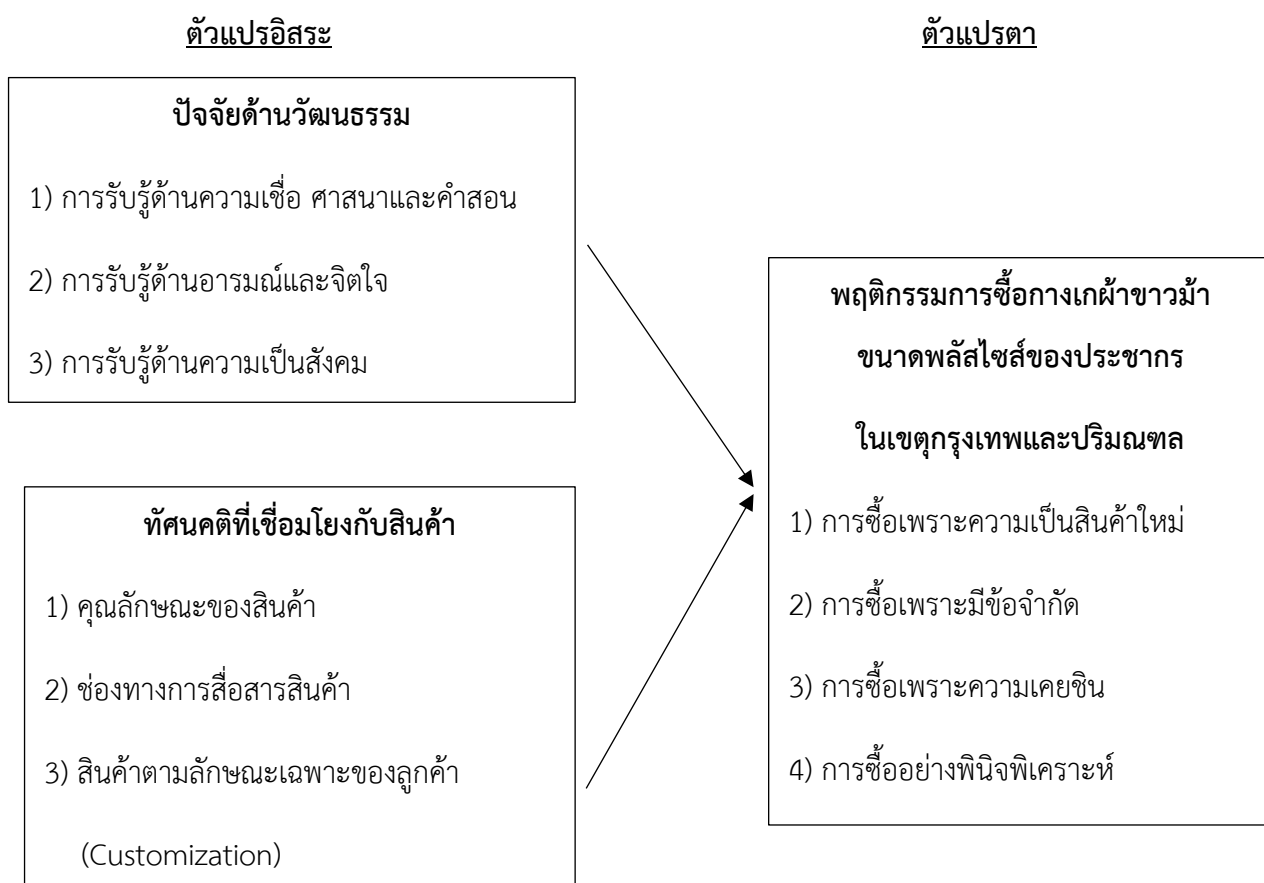 ตัวแปรอิสระ
ตัวแปรตา
ปัจจัยด้านวัฒนธรรม
1) การรับรู้ด้านความเชื่อ ศาสนาและคำสอน
2) การรับรู้ด้านอารมณ์และจิตใจ
3) การรับรู้ด้านความเป็นสังคม
ทัศนคติที่เชื่อมโยงกับสินค้า
1) คุณลักษณะของสินค้า
2) ช่องทางการสื่อสารสินค้า
3) สินค้าตามลักษณะเฉพาะของลูกค้า
(Customization)
พฤติกรรมการซื้อกางเกผ้าขาวม้า
ขนาดพลัสไซส์ของประชากร
ในเขตุกรุงเทพและปริมณฑล
1) การซื้อเพราะความเป็นสินค้าใหม่
2) การซื้อเพราะมีข้อจำกัด
3) การซื้อเพราะความเคยชิน
4) การซื้ออย่างพินิจพิเคราะห์